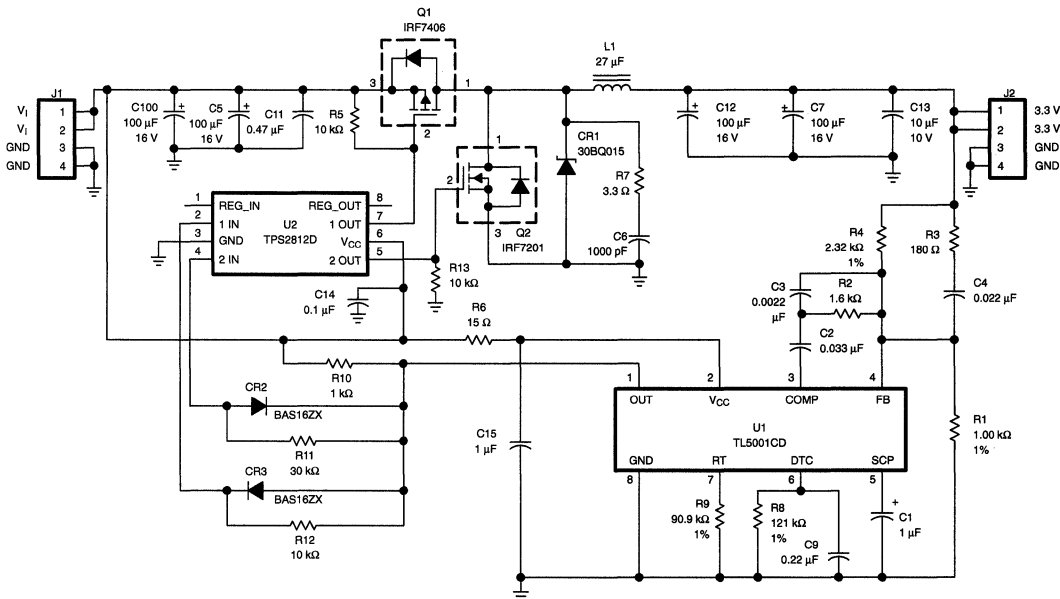 Q1
IRF7406
3
1
2
L1
27 µF
J1
V_I
1
V_I
2
GND
3
GND
4
C100
100 µF
16 V
+
C5
100 µF
16 V
+
C11
0.47 µF
R5
10 kΩ
1
2
3
Q2
IRF7201
CR1
30BQ015
R7
3.3 Ω
C6
1000 pF
+
C12
100 µF
16 V
+
C7
100 µF
16 V
C13
10 µF
10 V
J2
1
3.3 V
2
3.3 V
3
GND
4
GND
1
REG_IN
2
1 IN
3
GND
4
2 IN
U2
TPS2812D
REG_OUT
8
1 OUT
7
V_CC
6
2 OUT
5
R13
10 kΩ
C14
0.1 µF
R6
15 Ω
R4
2.32 kΩ
1%
R3
180 Ω
C3
0.0022
µF
R2
1.6 kΩ
C4
0.022 µF
C2
0.033 µF
R10
1 kΩ
CR2
BAS16ZX
R11
30 kΩ
CR3
BAS16ZX
R12
10 kΩ
C15
1 µF
1
2
3
4
OUT
V_CC
COMP
FB
U1
TL5001CD
GND
RT
DTC
SCP
8
7
6
5
R1
1.00 kΩ
1%
R9
90.9 kΩ
1%
R8
121 kΩ
1%
C9
0.22 µF
+
C1
1 µF